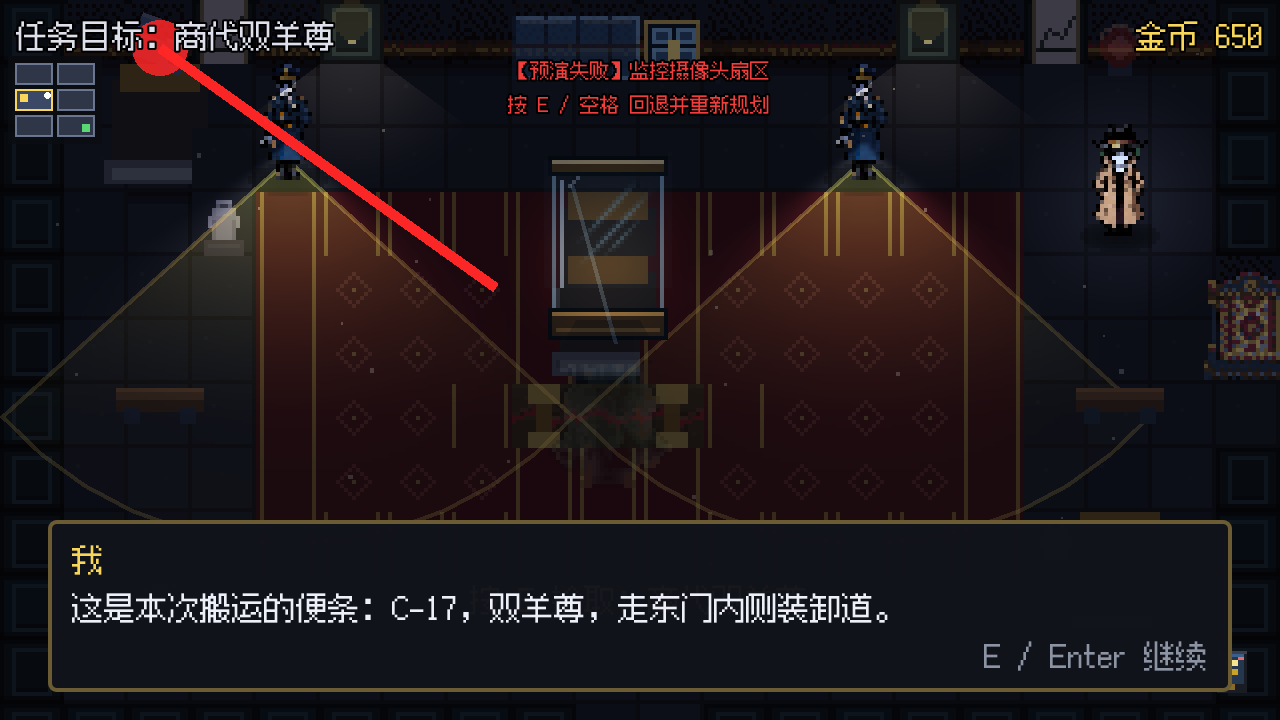 任务目标：商代双羊尊
金币 650
【预演失败】监控摄像头扇区
按 E / 空格 回退并重新规划
我
这是本次搬运的便条：C-17，双羊尊，走东门内侧装卸道。
E / Enter 继续